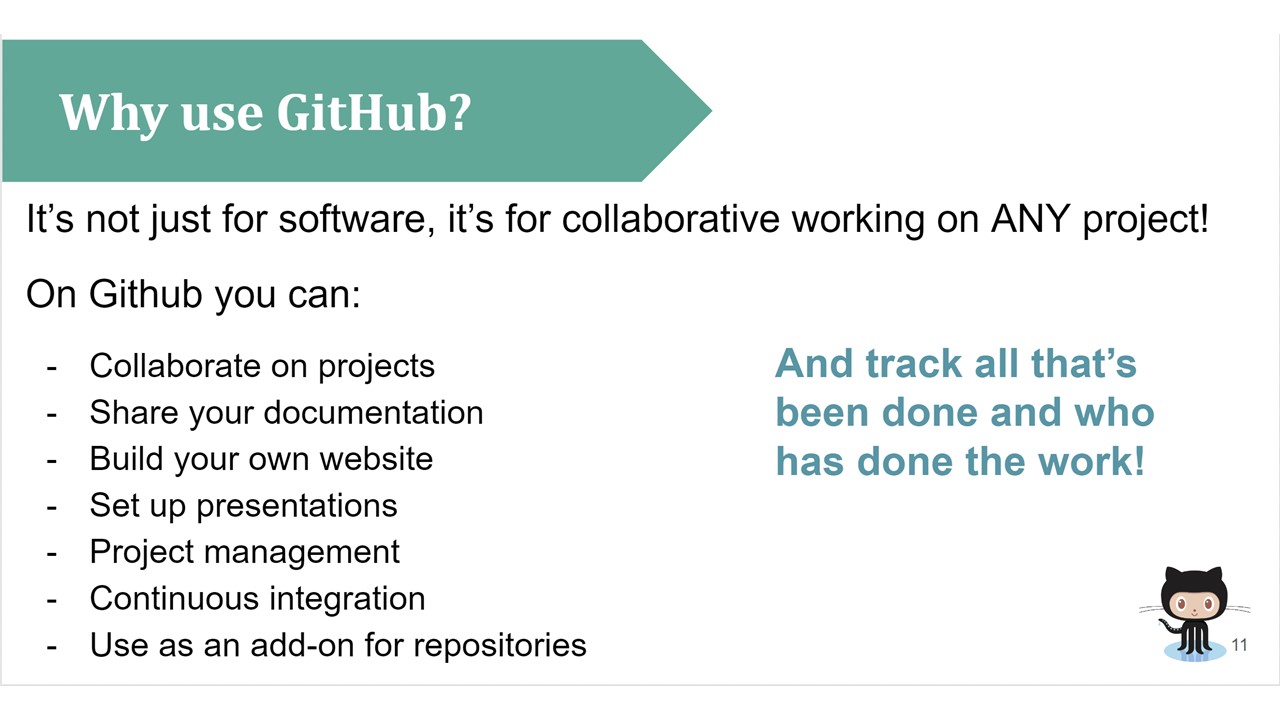 Why use GitHub?
It’s not just for software, it’s for collaborative working on ANY project!
On Github you can:
- Collaborate on projects
- Share your documentation
- Build your own website
- Set up presentations
- Project management
- Continuous integration
- Use as an add-on for repositories
And track all that’s
been done and who
has done the work!
11